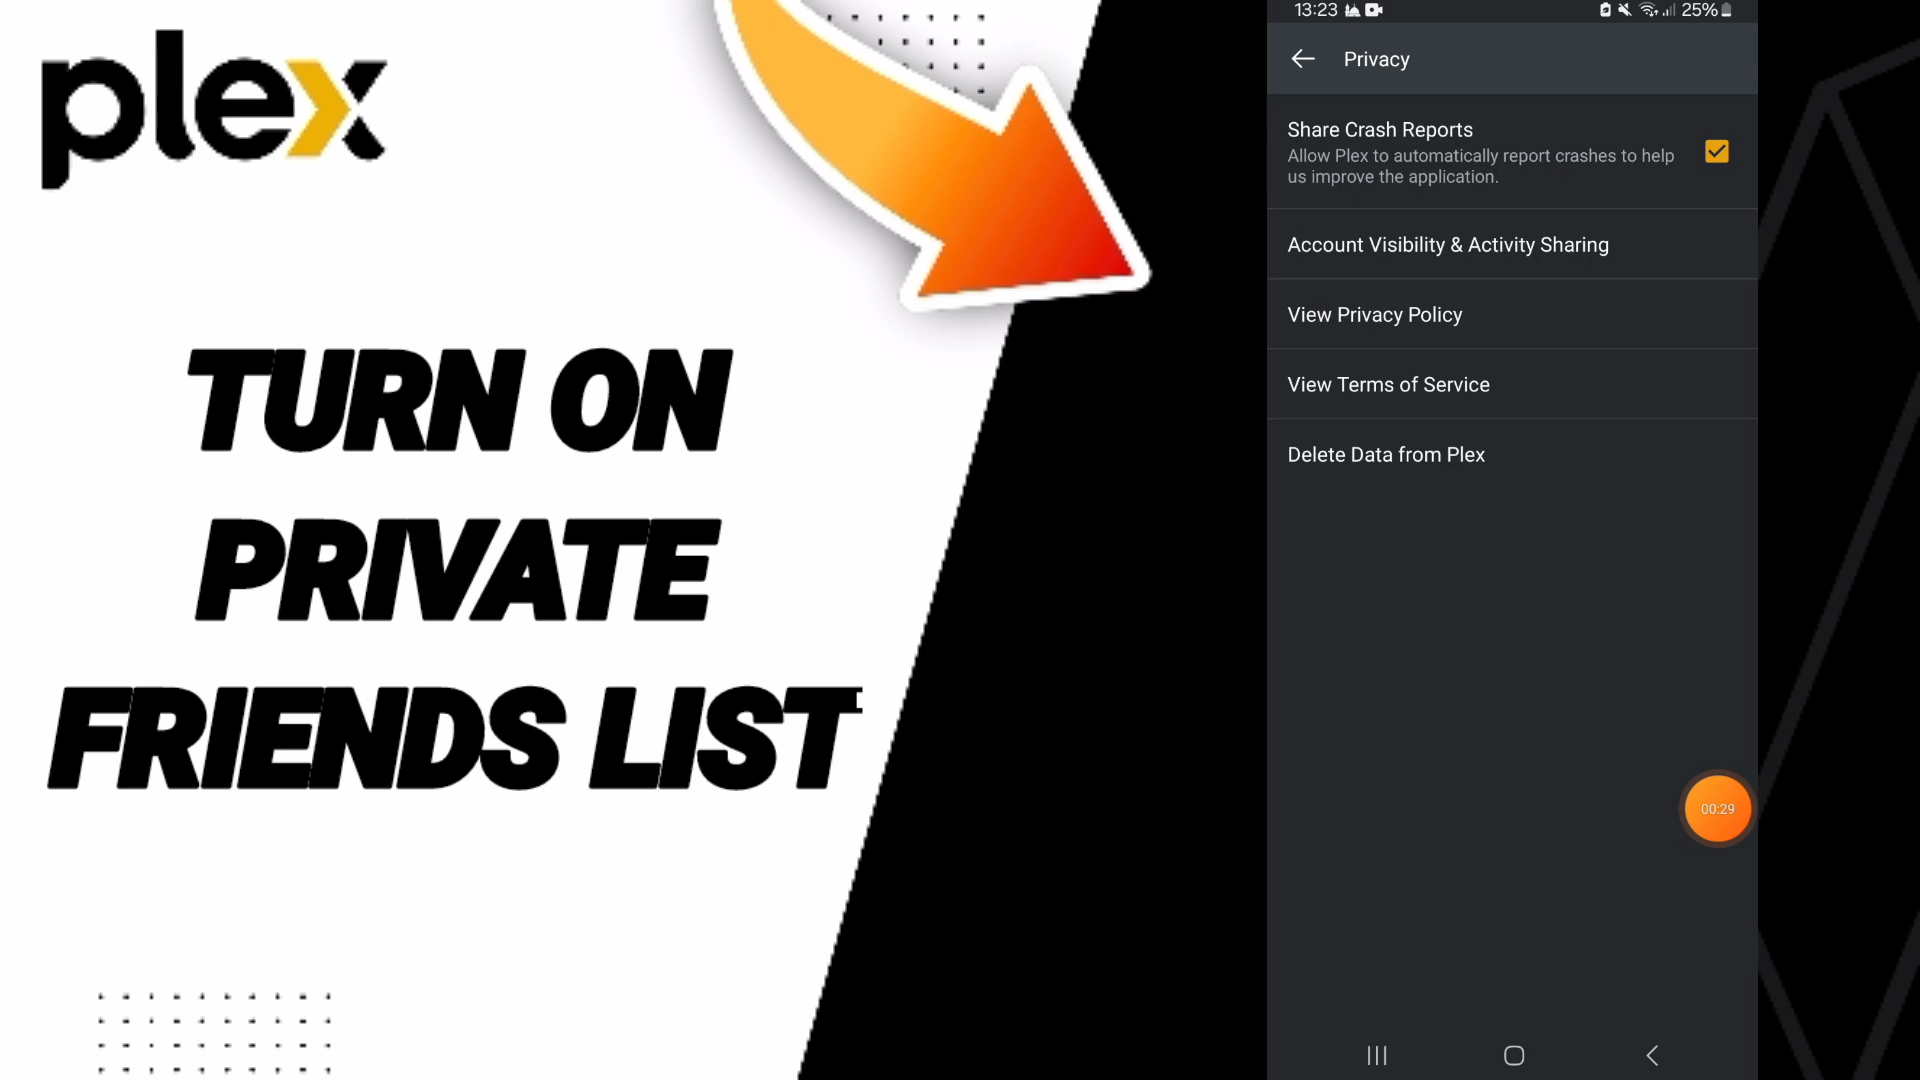 plex
TURN ON
PRIVATE
FRIENDS LIST
13:23
25%
Privacy
Share Crash Reports
Allow Plex to automatically report crashes to help
us improve the application.
Account Visibility & Activity Sharing
View Privacy Policy
View Terms of Service
Delete Data from Plex
00:29